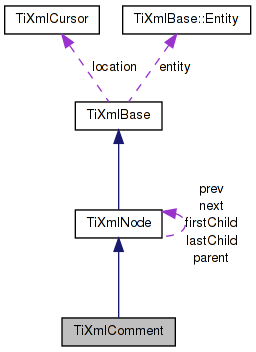 TiXmlCursor
TiXmlBase::Entity
location
entity
TiXmlBase
prev
next
firstChild
lastChild
parent
TiXmlNode
TiXmlComment